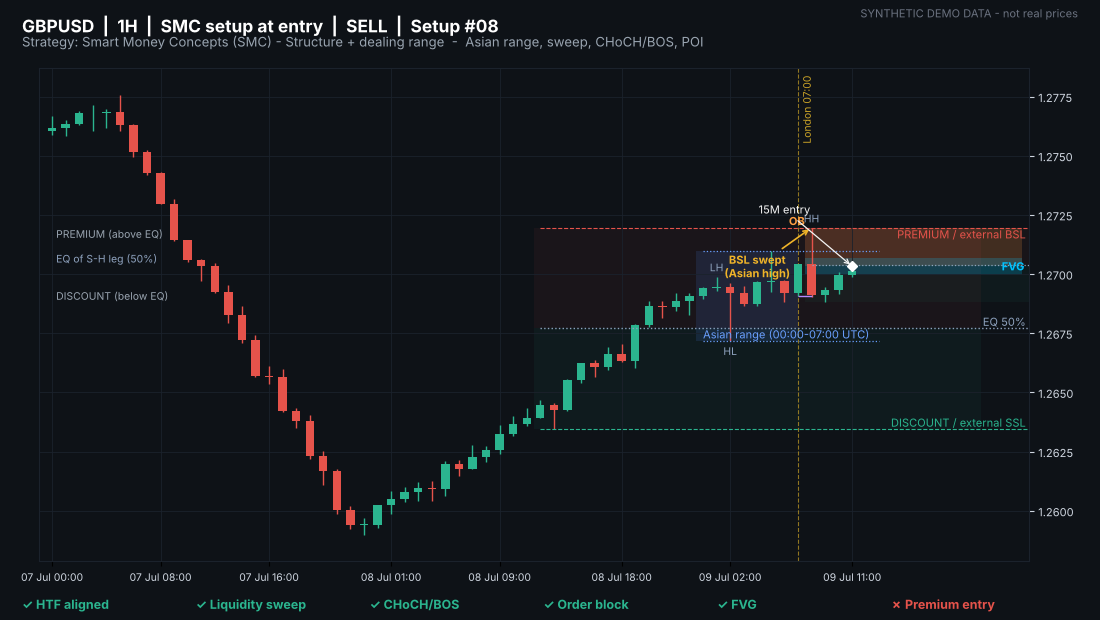 SYNTHETIC DEMO DATA - not real prices
GBPUSD | 1H | SMC setup at entry | SELL | Setup #08
Strategy: Smart Money Concepts (SMC) - Structure + dealing range - Asian range, sweep, CHoCH/BOS, POI
London 07:00
1.2775
1.2750
1.2725
1.2700
1.2675
1.2650
1.2625
1.2600
15M entry
OB
HH
PREMIUM (above EQ)
PREMIUM / external BSL
EQ of S-H leg (50%)
BSL swept
(Asian high)
LH
FVG
DISCOUNT (below EQ)
EQ 50%
Asian range (00:00-07:00 UTC)
HL
DISCOUNT / external SSL
07 Jul 00:00
07 Jul 08:00
07 Jul 16:00
08 Jul 01:00
08 Jul 09:00
08 Jul 18:00
09 Jul 02:00
09 Jul 11:00
✓ HTF aligned
✓ Liquidity sweep
✓ CHoCH/BOS
✓ Order block
✓ FVG
× Premium entry